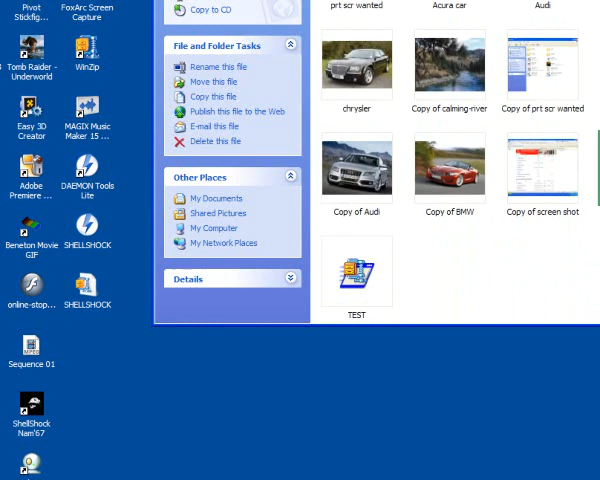 Pivot
Stickfig...
FoxArc Screen
Capture
Tomb Raider -
Underworld
WinZip
Easy 3D
Creator
MAGIX Music
Maker 15 ...
Adobe
Premiere ...
DAEMON Tools
Lite
Beneton Movie
GIF
SHELLSHOCK
online-stop...
SHELLSHOCK
MPEG
Sequence 01
ShellShock
Nam'67
Copy to CD
File and Folder Tasks
Rename this file
Move this file
Copy this file
Publish this file to the Web
E-mail this file
Delete this file
Other Places
My Documents
Shared Pictures
My Computer
My Network Places
Details
prt scr wanted
Acura car
Audi
chrysler
Copy of calming-river
Copy of prt scr wanted
Copy of Audi
Copy of BMW
Copy of screen shot
TEST